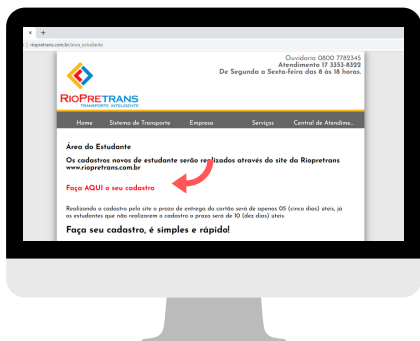 riopretrans.com.br/area_estudante
Ouvidoria 0800 7782345
Atendimento 17 3353-8322
De Segunda a Sexta-feira das 8 às 18 horas.
RIOPRETRANS
TRANSPORTE INTELIGENTE
Home Sistema de Transporte Empresa Serviços Central de Atendime...
Área do Estudante
Os cadastros novos de estudante serão realizados através do site da Riopretrans
www.riopretrans.com.br
Faça AQUI o seu cadastro
Realizando o cadastro pelo site o prazo de entrega do cartão será de apenas 05 (cinco dias) úteis, já
os estudantes que não realizarem o cadastro o prazo será de 10 (dez dias) úteis.
Faça seu cadastro, é simples e rápido!